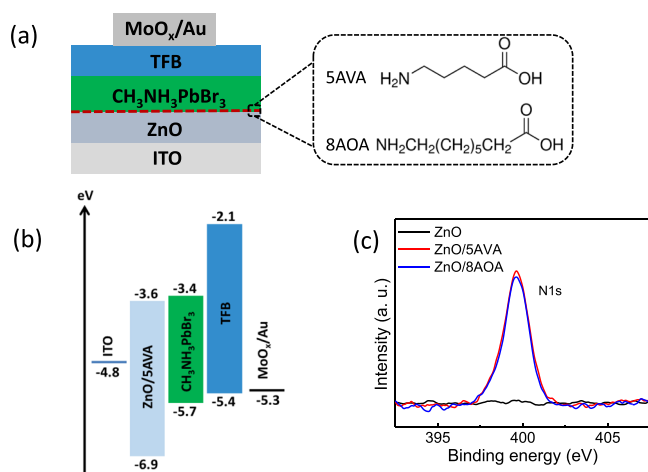 (a)
MoOₓ/Au
TFB
CH₃NH₃PbBr₃
ZnO
ITO
5AVA
H₂N
O
OH
8AOA
NH₂CH₂(CH₂)₅CH₂
O
OH
(b)
eV
-2.1
-3.6
-3.4
ITO
-4.8
ZnO/5AVA
CH₃NH₃PbBr₃
TFB
MoOₓ/Au
-5.7
-5.4
-5.3
-6.9
(c)
ZnO
ZnO/5AVA
ZnO/8AOA
N1s
Intensity (a. u.)
395
400
405
Binding energy (eV)